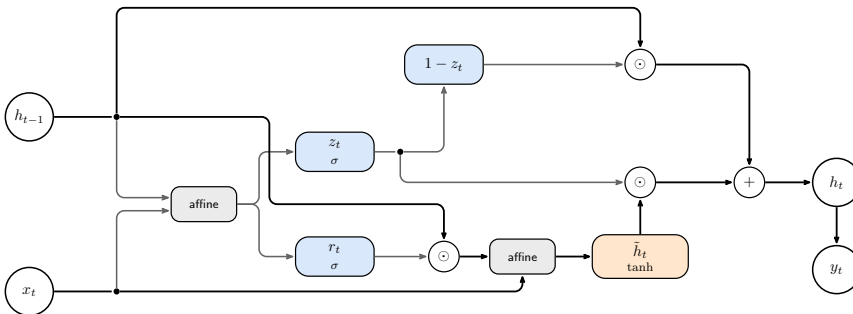 1 − z_t
⊙
h_{t−1}
z_t
σ
⊙
+
h_t
affine
r_t
σ
⊙
affine
h̃_t
tanh
x_t
y_t